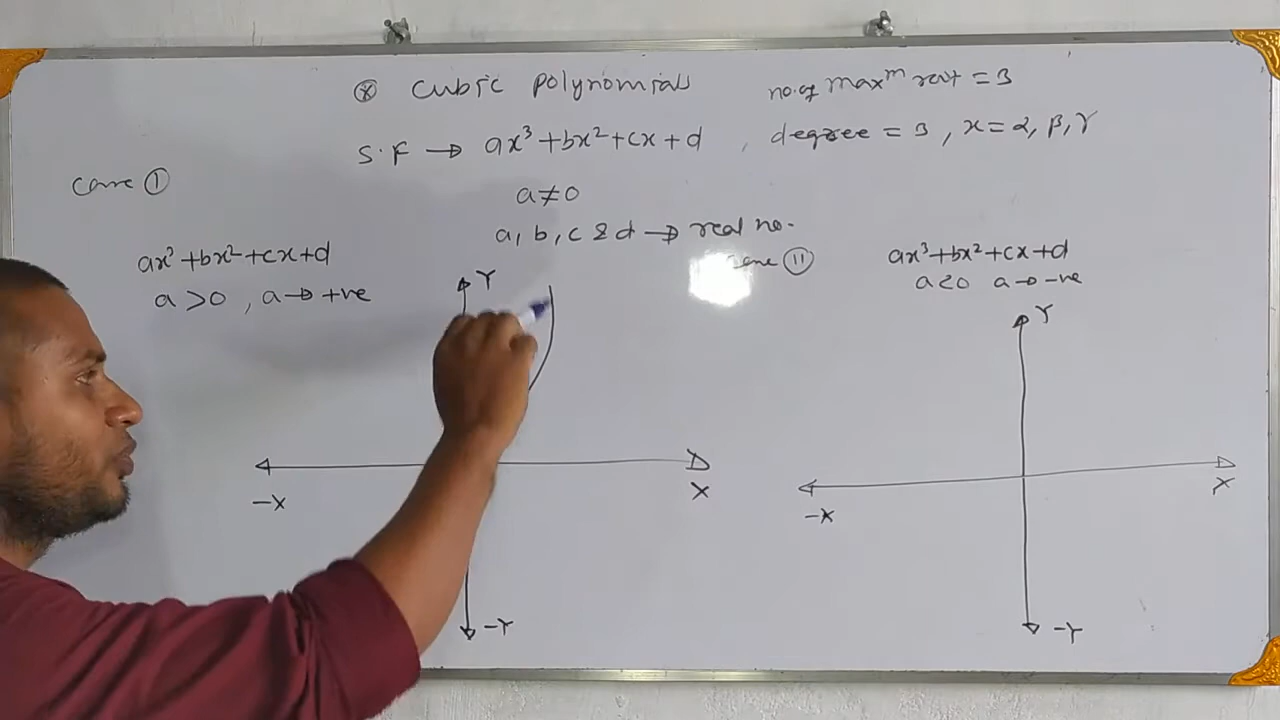 ⊗ Cubic polynomials
no. of maxᵐ root = 3
S.F → ax³+bx²+cx+d , degree = 3 , x=α, β, γ
Case ①
a≠0
a, b, c & d → real no.
ax³+bx²+cx+d
a >0 , a→ +ve
Case ⑪
ax³+bx²+cx+d
a<0 a→ -ve
Y
Y
-X
X
-X
X
-Y
-Y